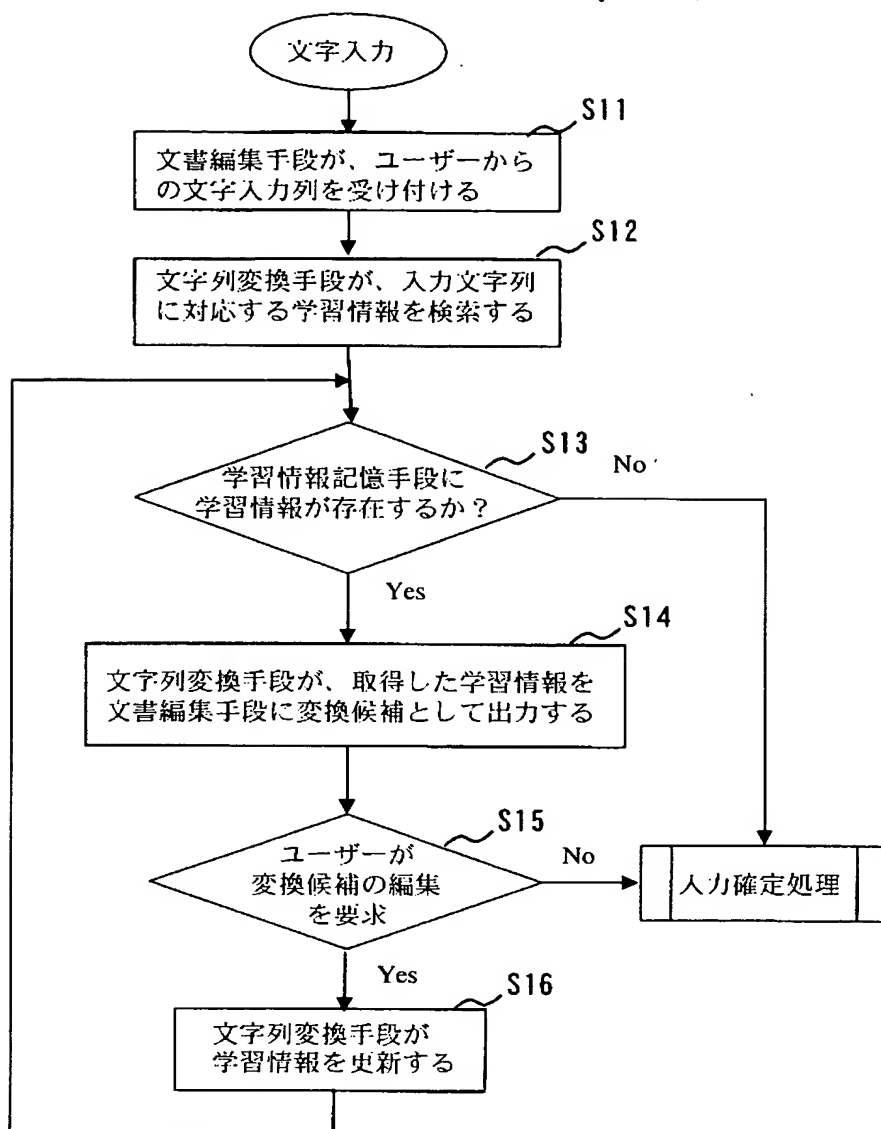 文字入力
S11
文書編集手段が、ユーザーから
の文字入力列を受け付ける
S12
文字列変換手段が、入力文字列
に対応する学習情報を検索する
S13
学習情報記憶手段に
学習情報が存在するか？
No
Yes
S14
文字列変換手段が、取得した学習情報を
文書編集手段に変換候補として出力する
S15
ユーザーが
変換候補の編集
を要求
No
入力確定処理
Yes
S16
文字列変換手段が
学習情報を更新する